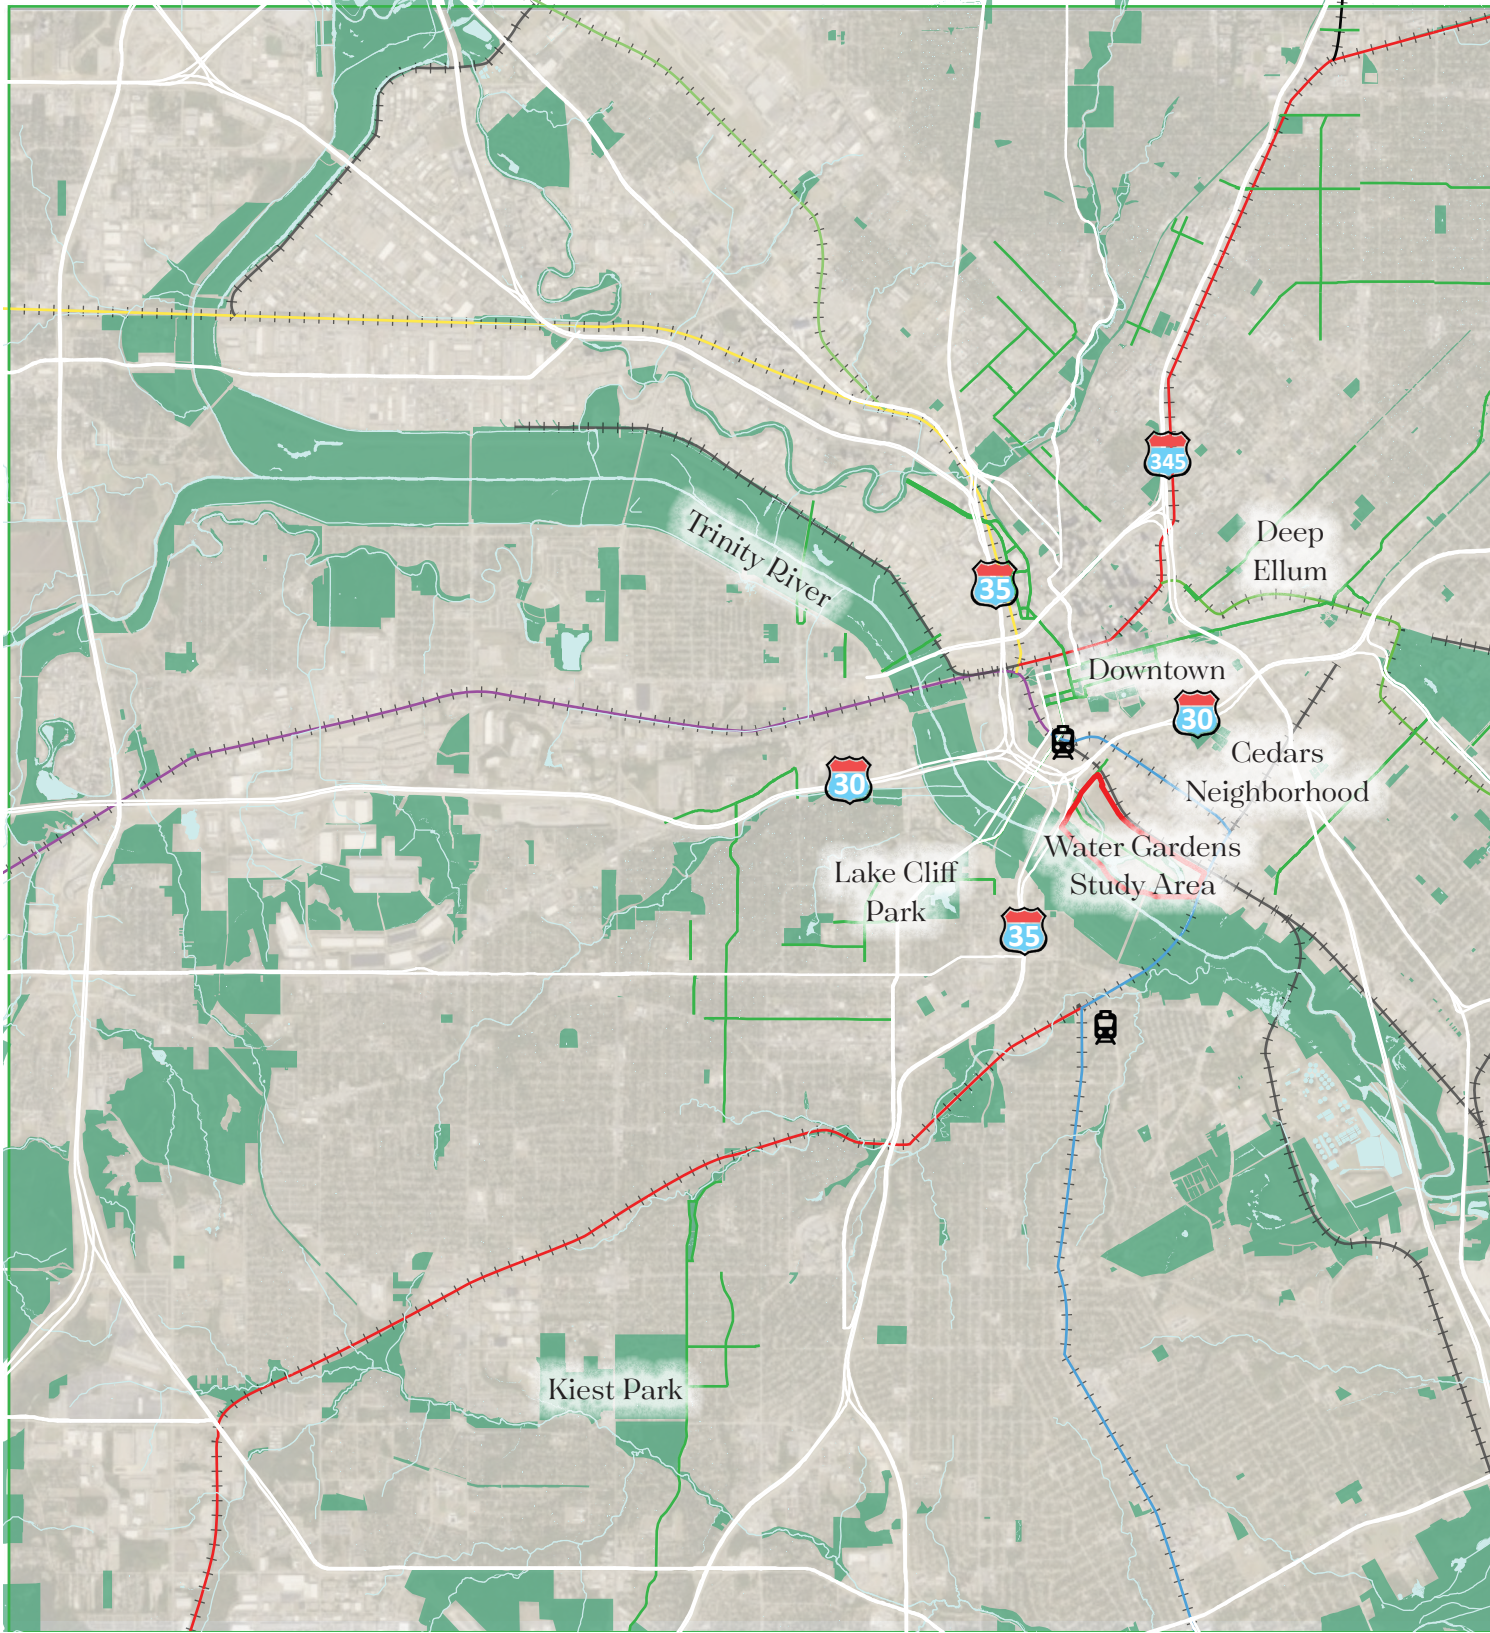 345
Deep
Ellum
Trinity River
35
Downtown
30
Cedars
Neighborhood
30
Water Gardens
Study Area
Lake Cliff
Park
35
Kiest Park